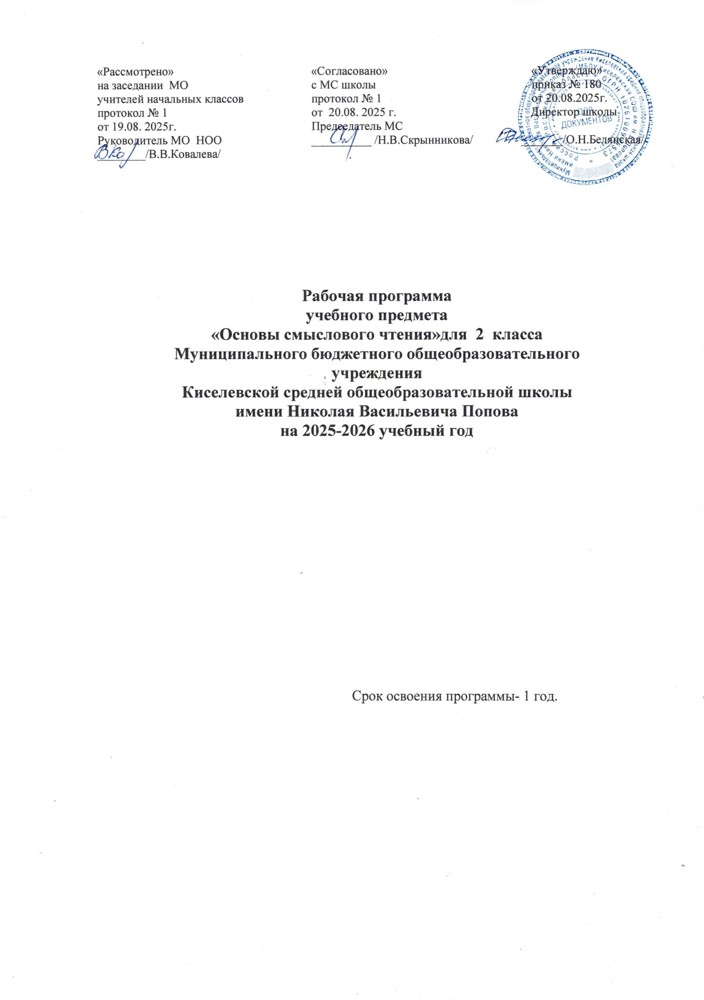 «Рассмотрено»
на заседании  МО
учителей начальных классов
протокол № 1
от 19.08. 2025г.
Руководитель МО  НОО
________/В.В.Ковалева/
«Согласовано»
с МС школы
протокол № 1
от  20.08. 2025 г.
Председатель МС
__________ /Н.В.Скрынникова/
«Утверждаю»
приказ № 180
от 20.08.2025г.
Директор школы
_______/О.Н.Белянская/
ДЛЯ
ДОКУМЕНТОВ
Рабочая программа
учебного предмета
«Основы смыслового чтения»для  2  класса
Муниципального бюджетного общеобразовательного
учреждения
Киселевской средней общеобразовательной школы
имени Николая Васильевича Попова
на 2025-2026 учебный год
Срок освоения программы- 1 год.